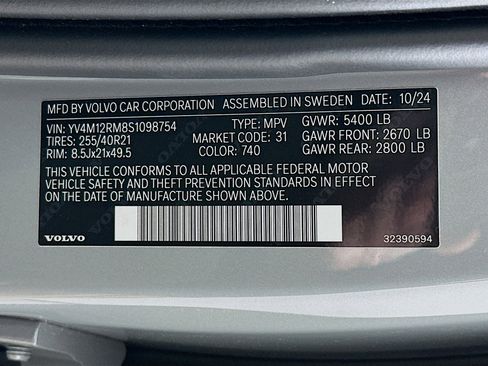 MFD. BY VOLVO CAR CORPORATION ASSEMBLED IN SWEDEN DATE: 10/24
VIN: YV4M12RM8S1098754 TYPE: MPV GVWR: 5400 LB
TIRES: 255/40R21 MARKET CODE: 31 GAWR FRONT: 2670 LB
RIM: 8.5Jx21x49.5 COLOR: 740 GAWR REAR: 2800 LB
THIS VEHICLE CONFORMS TO ALL APPLICABLE FEDERAL MOTOR
VEHICLE SAFETY AND THEFT PREVENTION STANDARDS IN EFFECT
ON THE DATE OF MANUFACTURE SHOWN ABOVE.
VOLVO 32390594